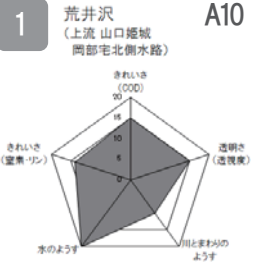 1
荒井沢
A10
(上流 山口姫城
岡部宅北側水路)
きれいさ
(COD)
20
15
10
5
0
きれいさ
(窒素・リン)
透明さ
(透視度)
水のようす
川とまわりの
ようす